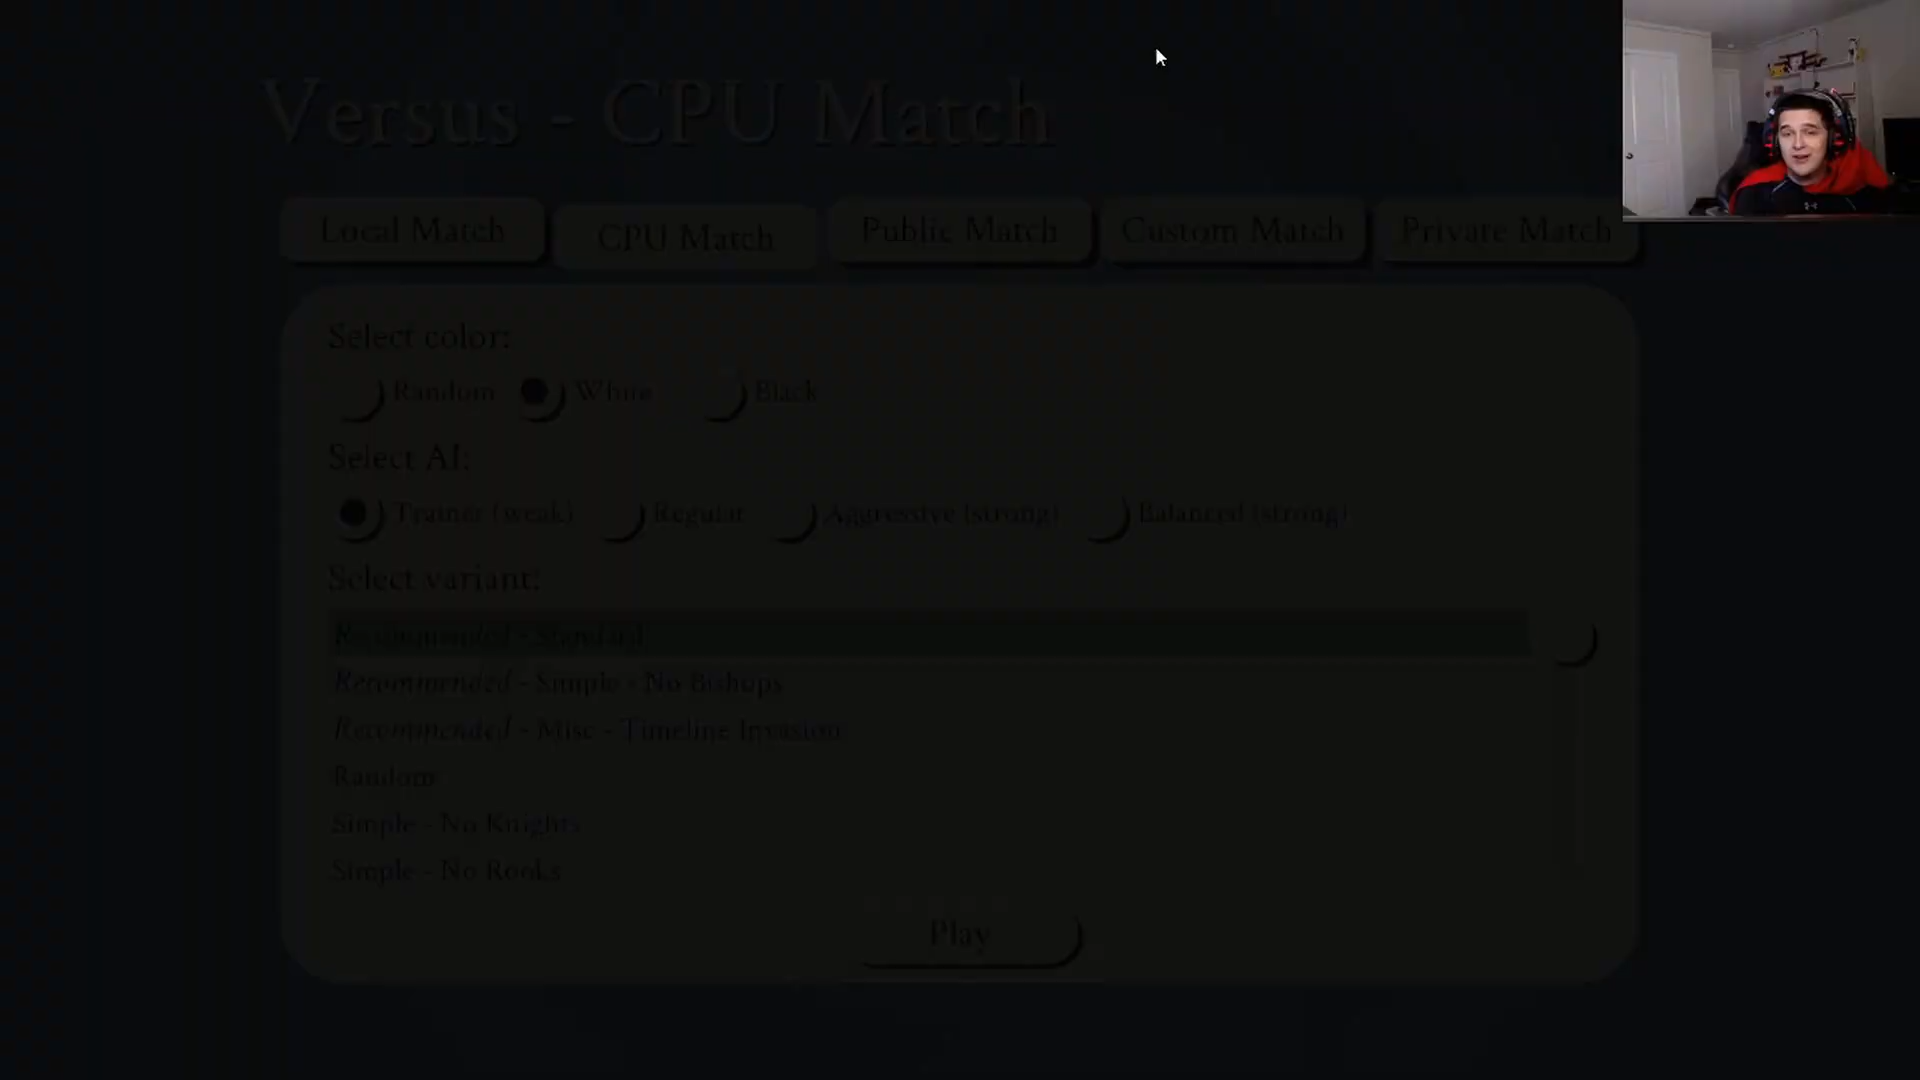 Versus - CPU Match
Local Match CPU Match Public Match Custom Match Private Match
Select color:
Random White Black
Select AI:
Trainer (weak) Regular Aggressive (strong) Balanced (strong)
Select variant:
Recommended - Standard
Recommended - Simple - No Bishops
Recommended - Misc - Timeline Invasion
Random
Simple - No Knights
Simple - No Rooks
Play